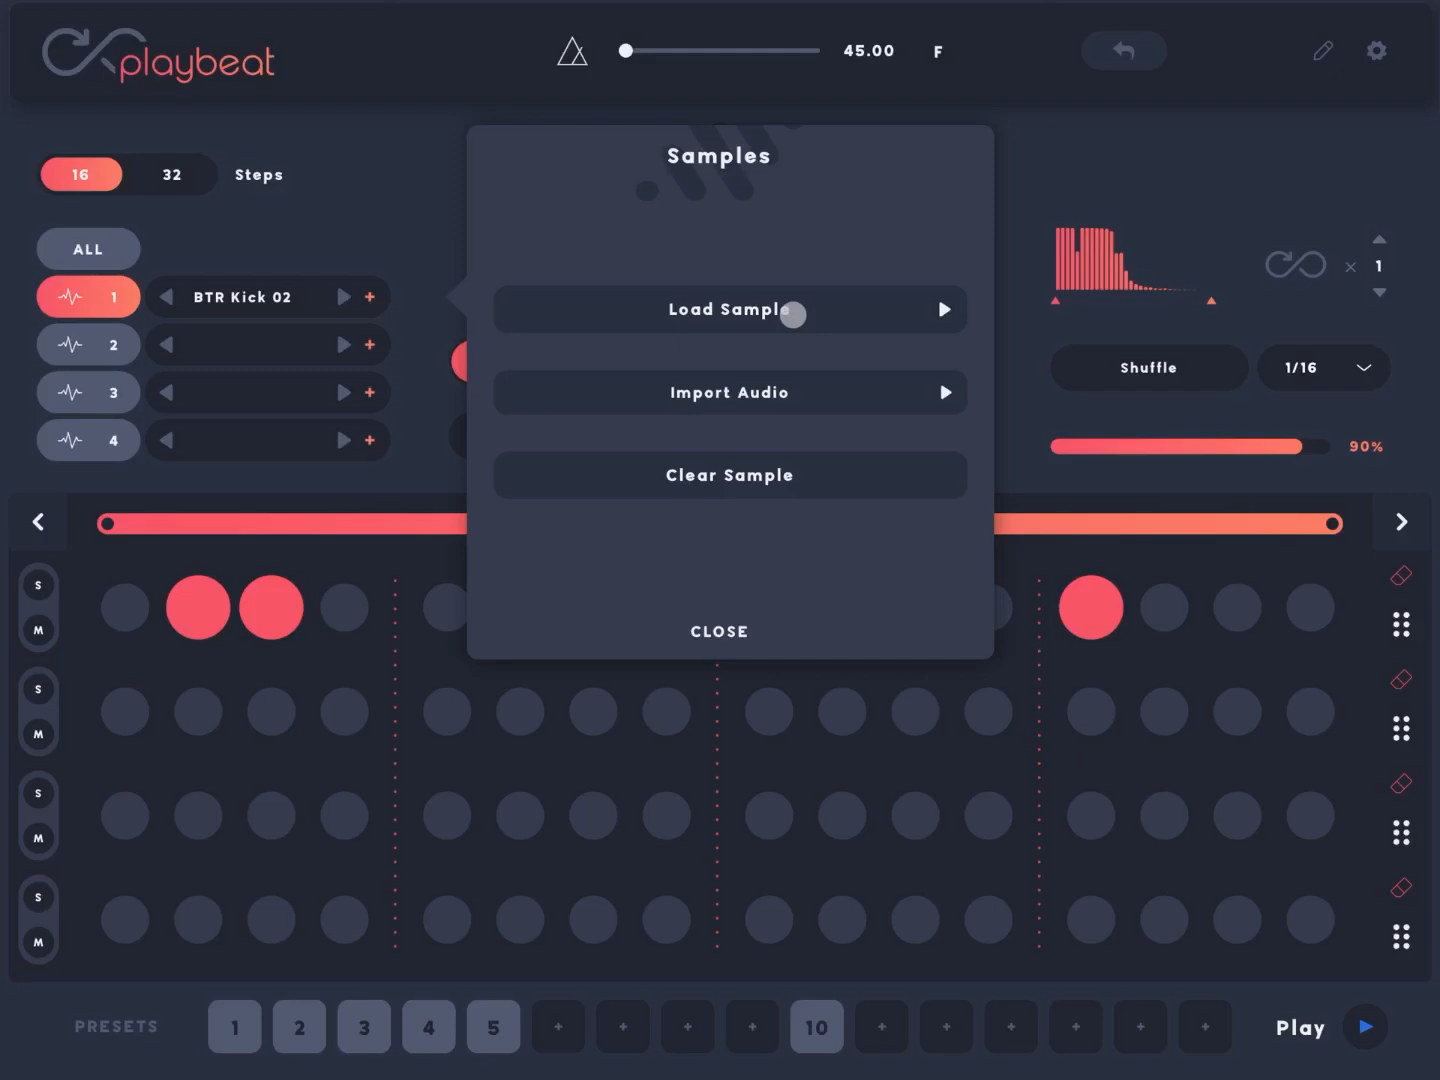 playbeat
45.00 F
Samples
16 32 Steps
ALL
1 BTR Kick 02 +
2 +
3 +
4 +
Load Sample
Import Audio
Clear Sample
CLOSE
× 1
Shuffle 1/16
90%
S
M
S
M
S
M
S
M
PRESETS 1 2 3 4 5 + + + + 10 + + + + + + Play